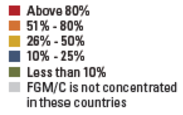 Above 80%
51% - 80%
26% - 50%
10% - 25%
Less than 10%
FGM/C is not concentrated
in these countries